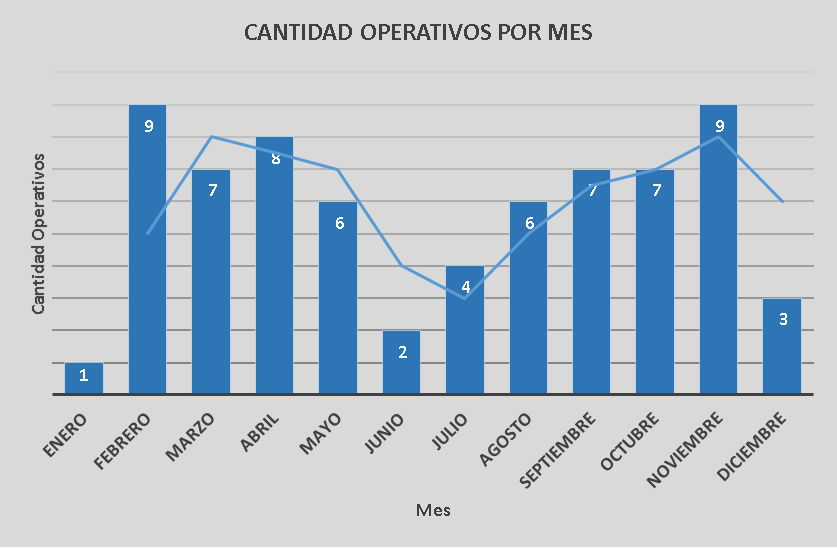 CANTIDAD OPERATIVOS POR MES
Cantidad Operativos
1
9
7
8
6
2
4
6
7
7
9
3
ENERO
FEBRERO
MARZO
ABRIL
MAYO
JUNIO
JULIO
AGOSTO
SEPTIEMBRE
OCTUBRE
NOVIEMBRE
DICIEMBRE
Mes